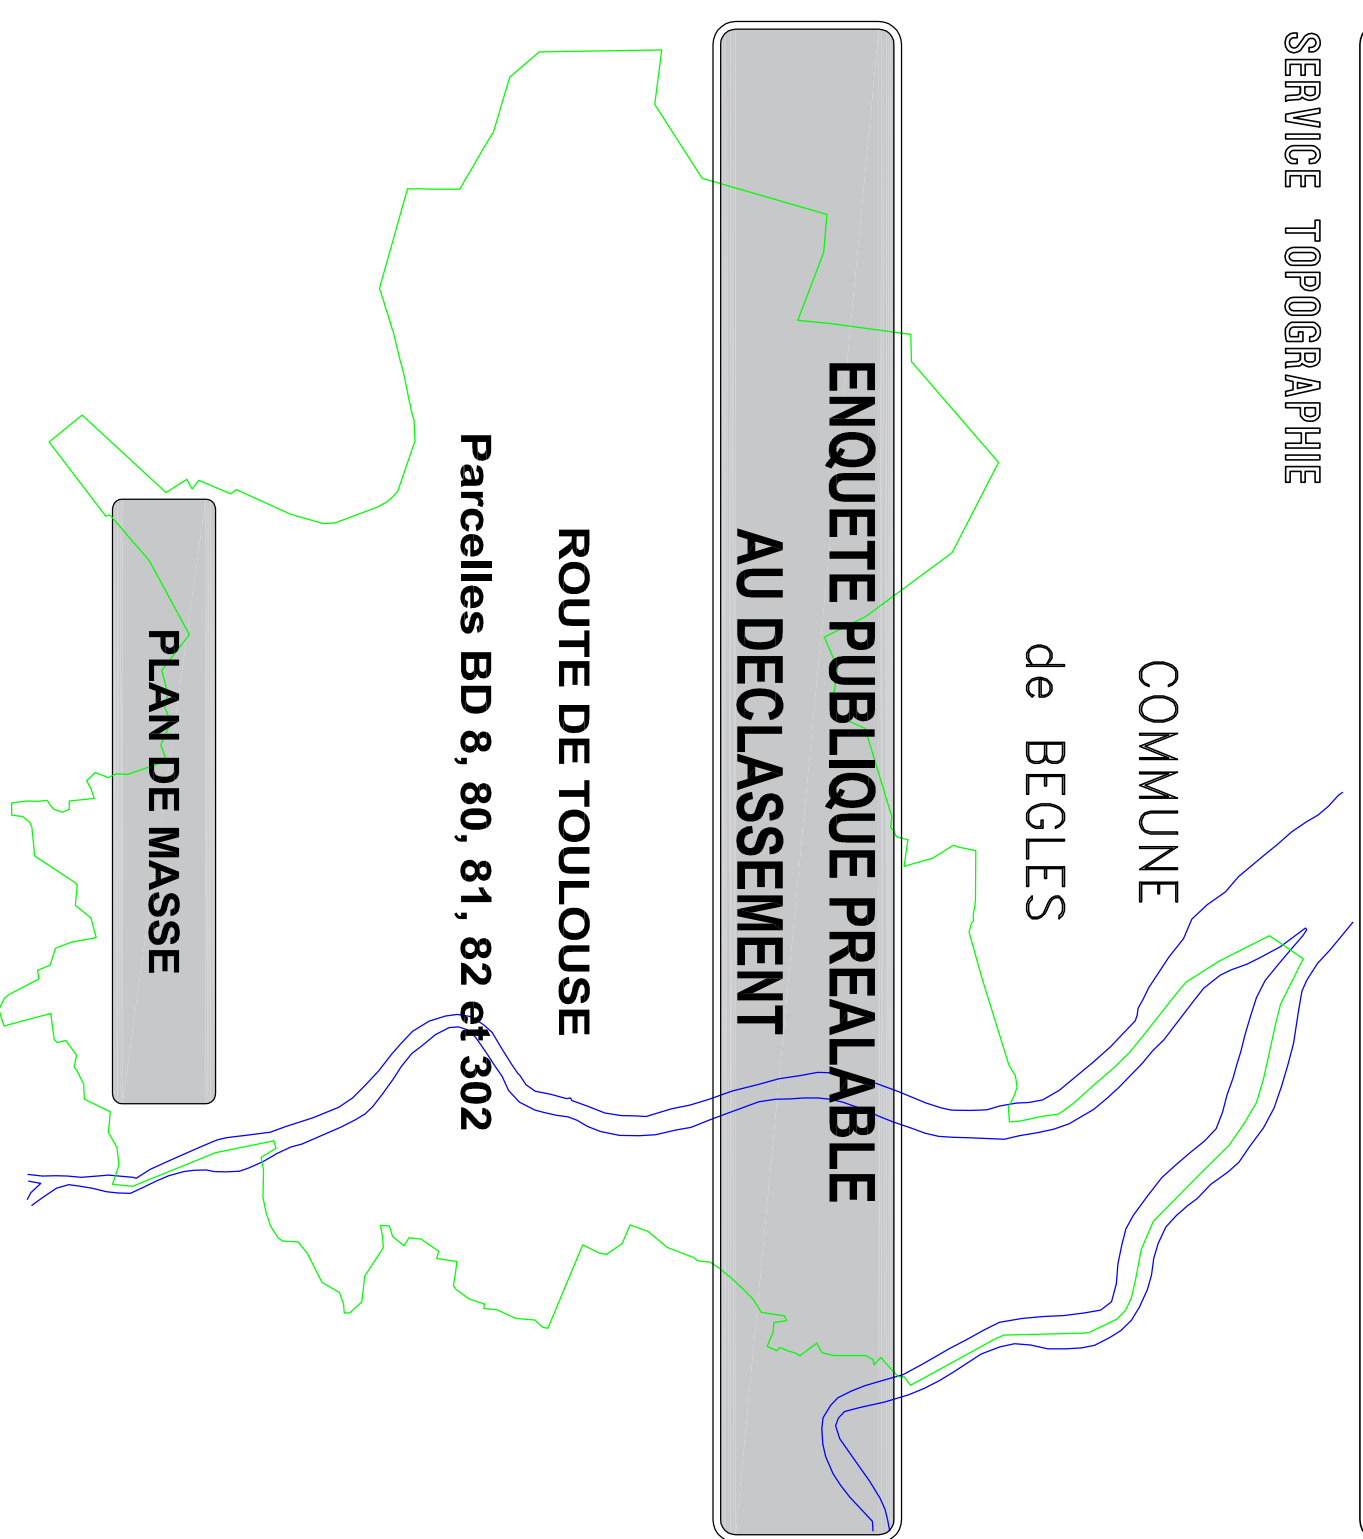 SERVICE TOPOGRAPHIE
COMMUNE
de BEGLES
ENQUETE PUBLIQUE PREALABLE
AU DECLASSEMENT
ROUTE DE TOULOUSE
Parcelles BD 8, 80, 81, 82 et 302
PLAN DE MASSE